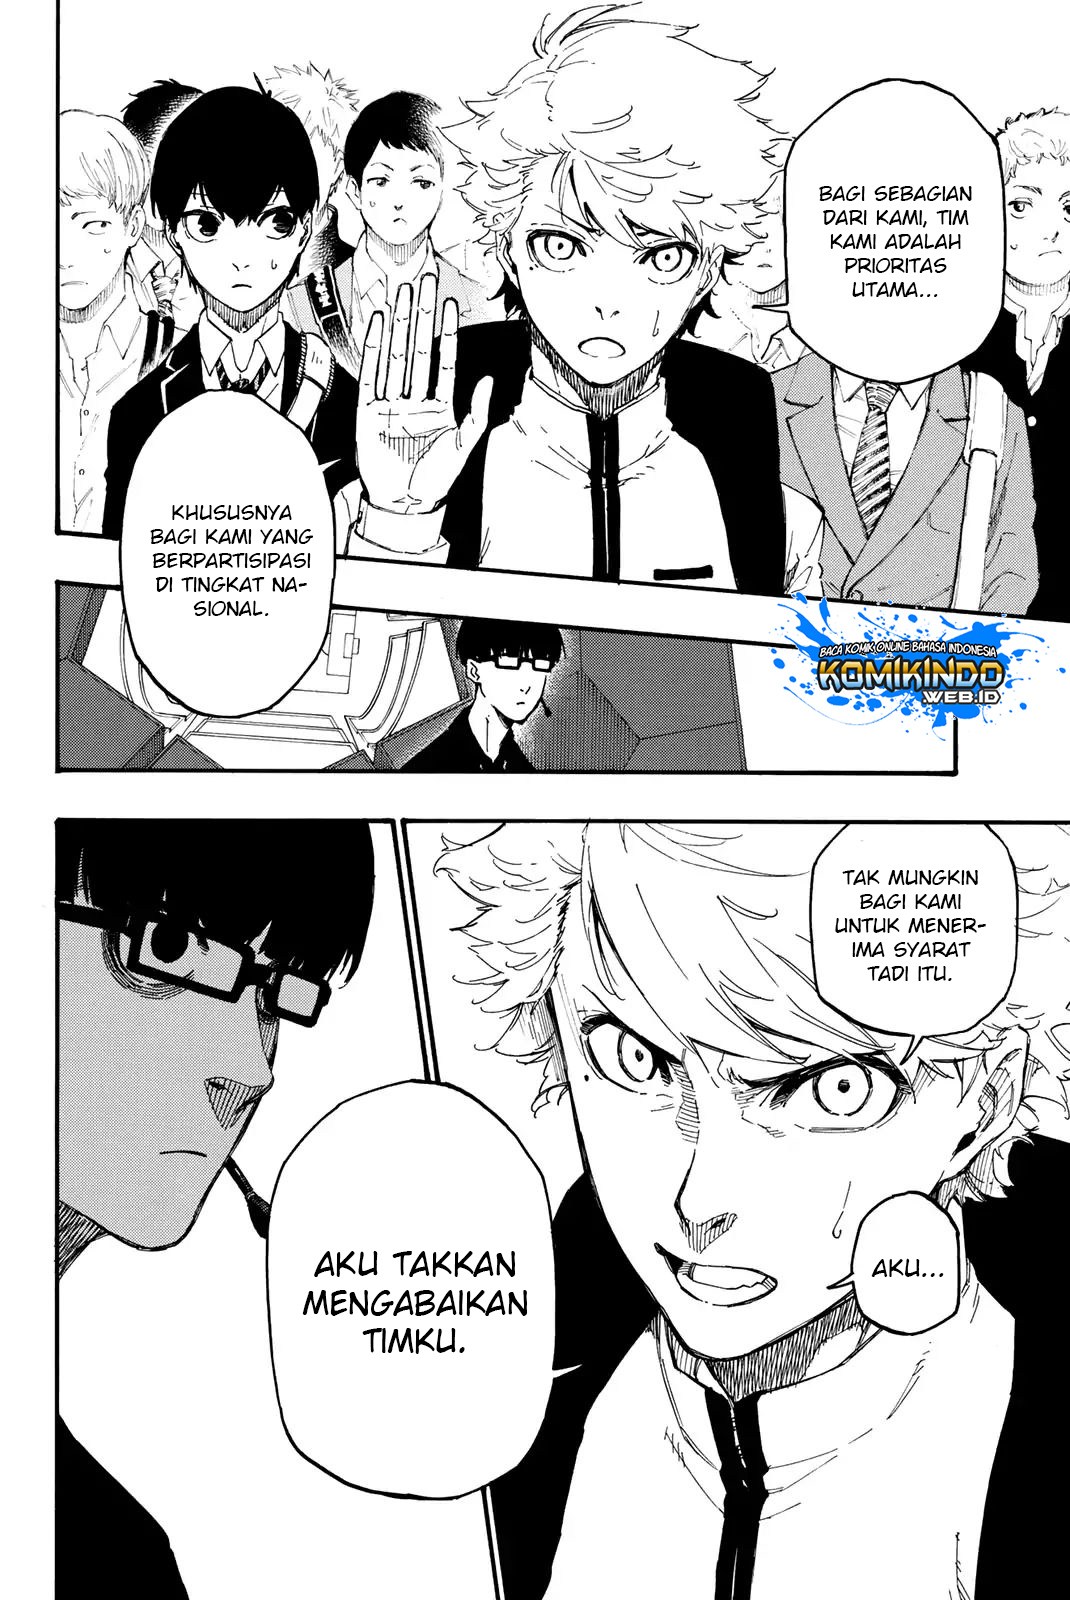 BAGI SEBAGIAN
DARI KAMI, TIM
KAMI ADALAH
PRIORITAS
UTAMA...
KHUSUSNYA
BAGI KAMI YANG
BERPARTISIPASI
DI TINGKAT NA-
SIONAL.
BACA KOMIK ONLINE BAHASA INDONESIA
KOMIKINDO
WEB.ID
TAK MUNGKIN
BAGI KAMI
UNTUK MENER-
IMA SYARAT
TADI ITU.
AKU...
AKU TAKKAN
MENGABAIKAN
TIMKU.